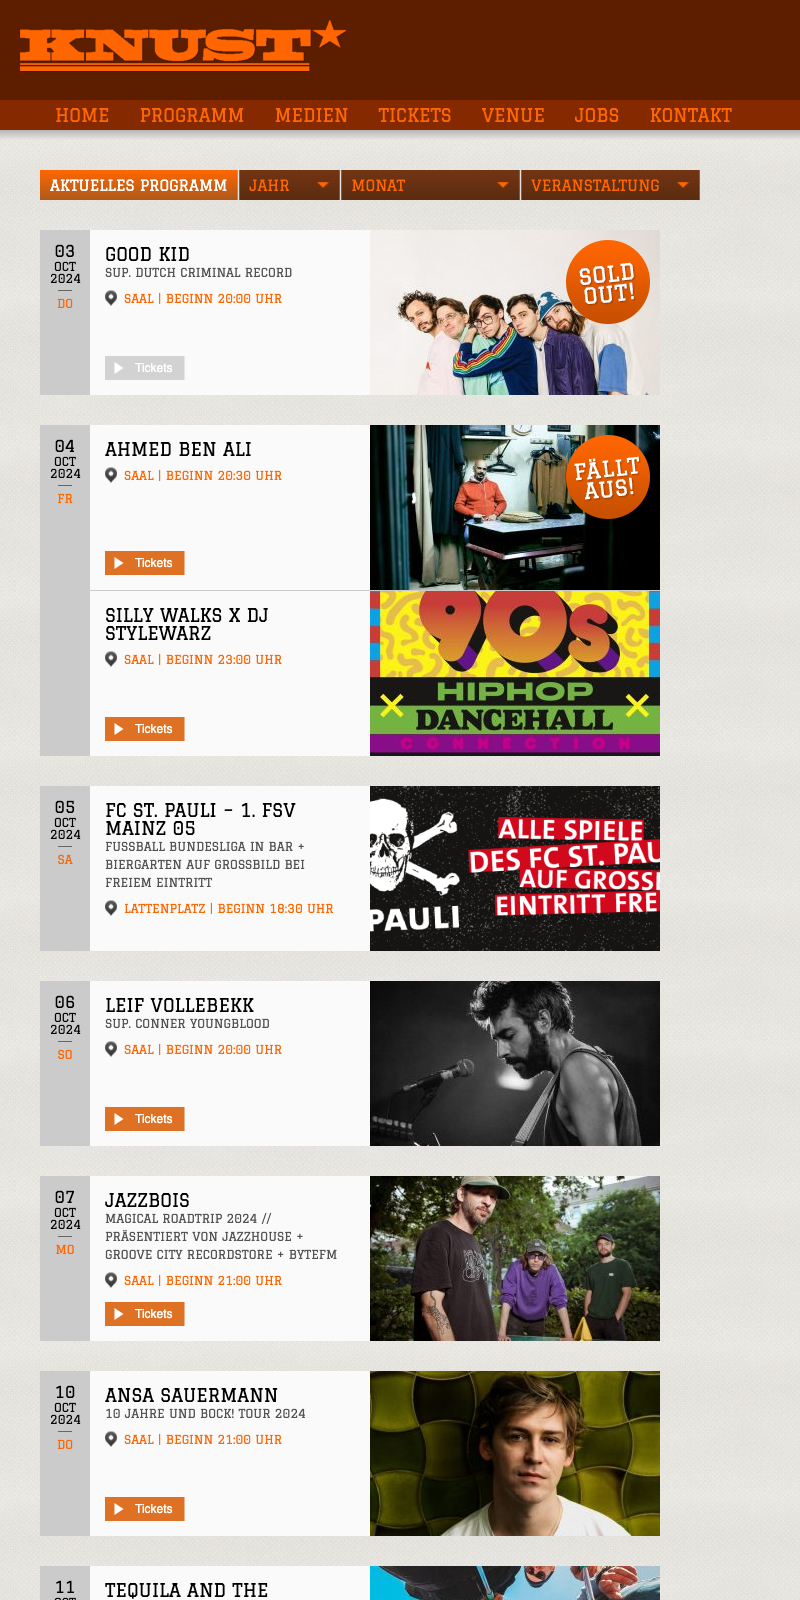 KNUST
HOME PROGRAMM MEDIEN TICKETS VENUE JOBS KONTAKT
AKTUELLES PROGRAMM JAHR MONAT VERANSTALTUNG
03
OCT
2024
DO
GOOD KID
SUP. DUTCH CRIMINAL RECORD
SAAL | BEGINN 20:00 UHR
Tickets
SOLD
OUT!
04
OCT
2024
FR
AHMED BEN ALI
SAAL | BEGINN 20:30 UHR
Tickets
FÄLLT
AUS!
SILLY WALKS X DJ
STYLEWARZ
SAAL | BEGINN 23:00 UHR
Tickets
90s
HIPHOP
DANCEHALL
CONNECTION
05
OCT
2024
SA
FC ST. PAULI – 1. FSV
MAINZ 05
FUSSBALL BUNDESLIGA IN BAR +
BIERGARTEN AUF GROSSBILD BEI
FREIEM EINTRITT
LATTENPLATZ | BEGINN 18:30 UHR
PAULI
ALLE SPIELE
DES FC ST. PAU
AUF GROSS
EINTRITT FRE
06
OCT
2024
SO
LEIF VOLLEBEKK
SUP. CONNER YOUNGBLOOD
SAAL | BEGINN 20:00 UHR
Tickets
07
OCT
2024
MO
JAZZBOIS
MAGICAL ROADTRIP 2024 //
PRÄSENTIERT VON JAZZHOUSE +
GROOVE CITY RECORDSTORE + BYTEFM
SAAL | BEGINN 21:00 UHR
Tickets
10
OCT
2024
DO
ANSA SAUERMANN
10 JAHRE UND BOCK! TOUR 2024
SAAL | BEGINN 21:00 UHR
Tickets
11
TEQUILA AND THE